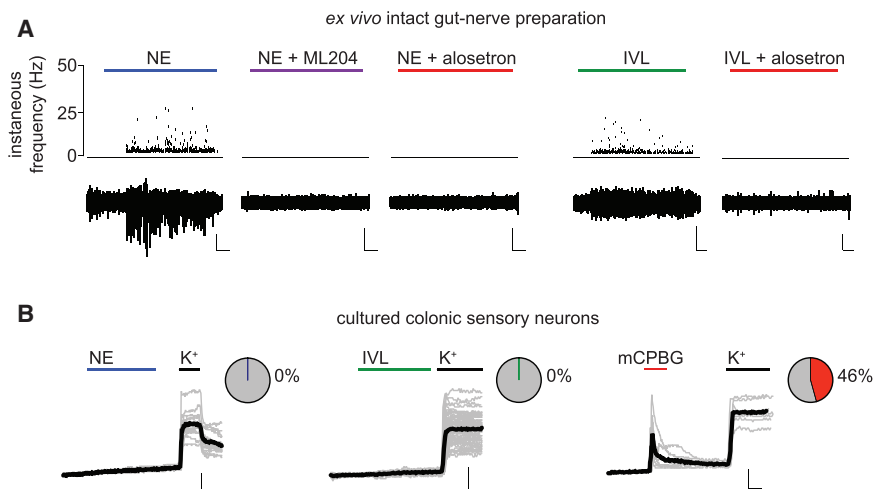 ex vivo intact gut-nerve preparation
A
NE
NE + ML204
NE + alosetron
IVL
IVL + alosetron
instaneous
frequency (Hz)
50
25
0
B
cultured colonic sensory neurons
NE
K⁺
0%
IVL
K⁺
0%
mCPBG
K⁺
46%